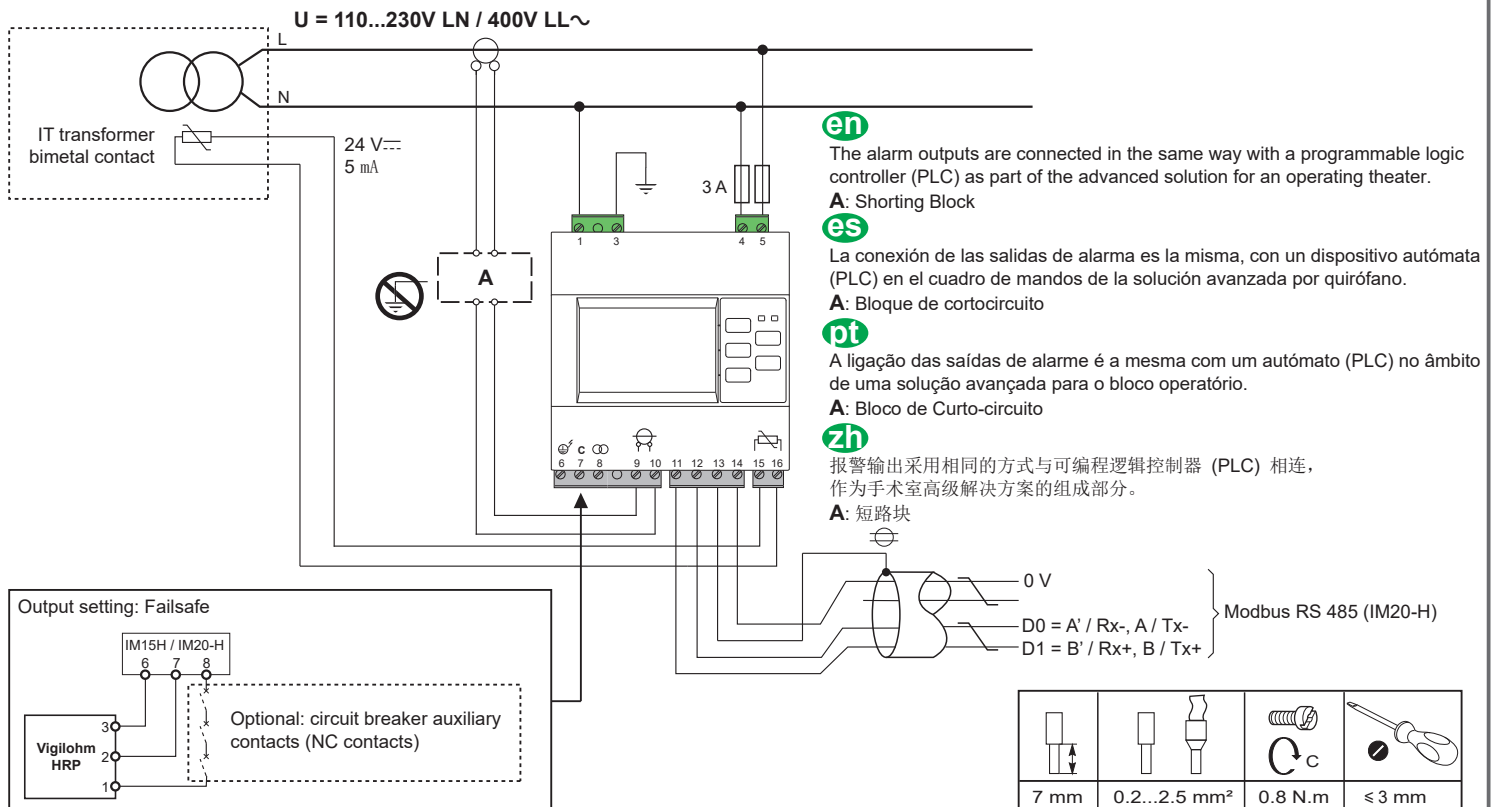 U = 110...230V LN / 400V LL~
L
N
IT transformer
bimetal contact
24 V
5 mA
3 A
1 3 4 5
A
6 C 8
6 7 8 9 10 11 12 13 14 15 16
en
The alarm outputs are connected in the same way with a programmable logic
controller (PLC) as part of the advanced solution for an operating theater.
A: Shorting Block
es
La conexión de las salidas de alarma es la misma, con un dispositivo autómata
(PLC) en el cuadro de mandos de la solución avanzada por quirófano.
A: Bloque de cortocircuito
pt
A ligação das saídas de alarme é a mesma com um autómato (PLC) no âmbito
de uma solução avançada para o bloco operatório.
A: Bloco de Curto-circuito
zh
报警输出采用相同的方式与可编程逻辑控制器 (PLC) 相连，
作为手术室高级解决方案的组成部分。
A: 短路块
0 V
D0 = A' / Rx-, A / Tx-
D1 = B' / Rx+, B / Tx+
Modbus RS 485 (IM20-H)
Output setting: Failsafe
IM15H / IM20-H
6 7 8
3
2
1
Vigilohm
HRP
Optional: circuit breaker auxiliary
contacts (NC contacts)
C
7 mm
0.2...2.5 mm²
0.8 N.m
≤ 3 mm